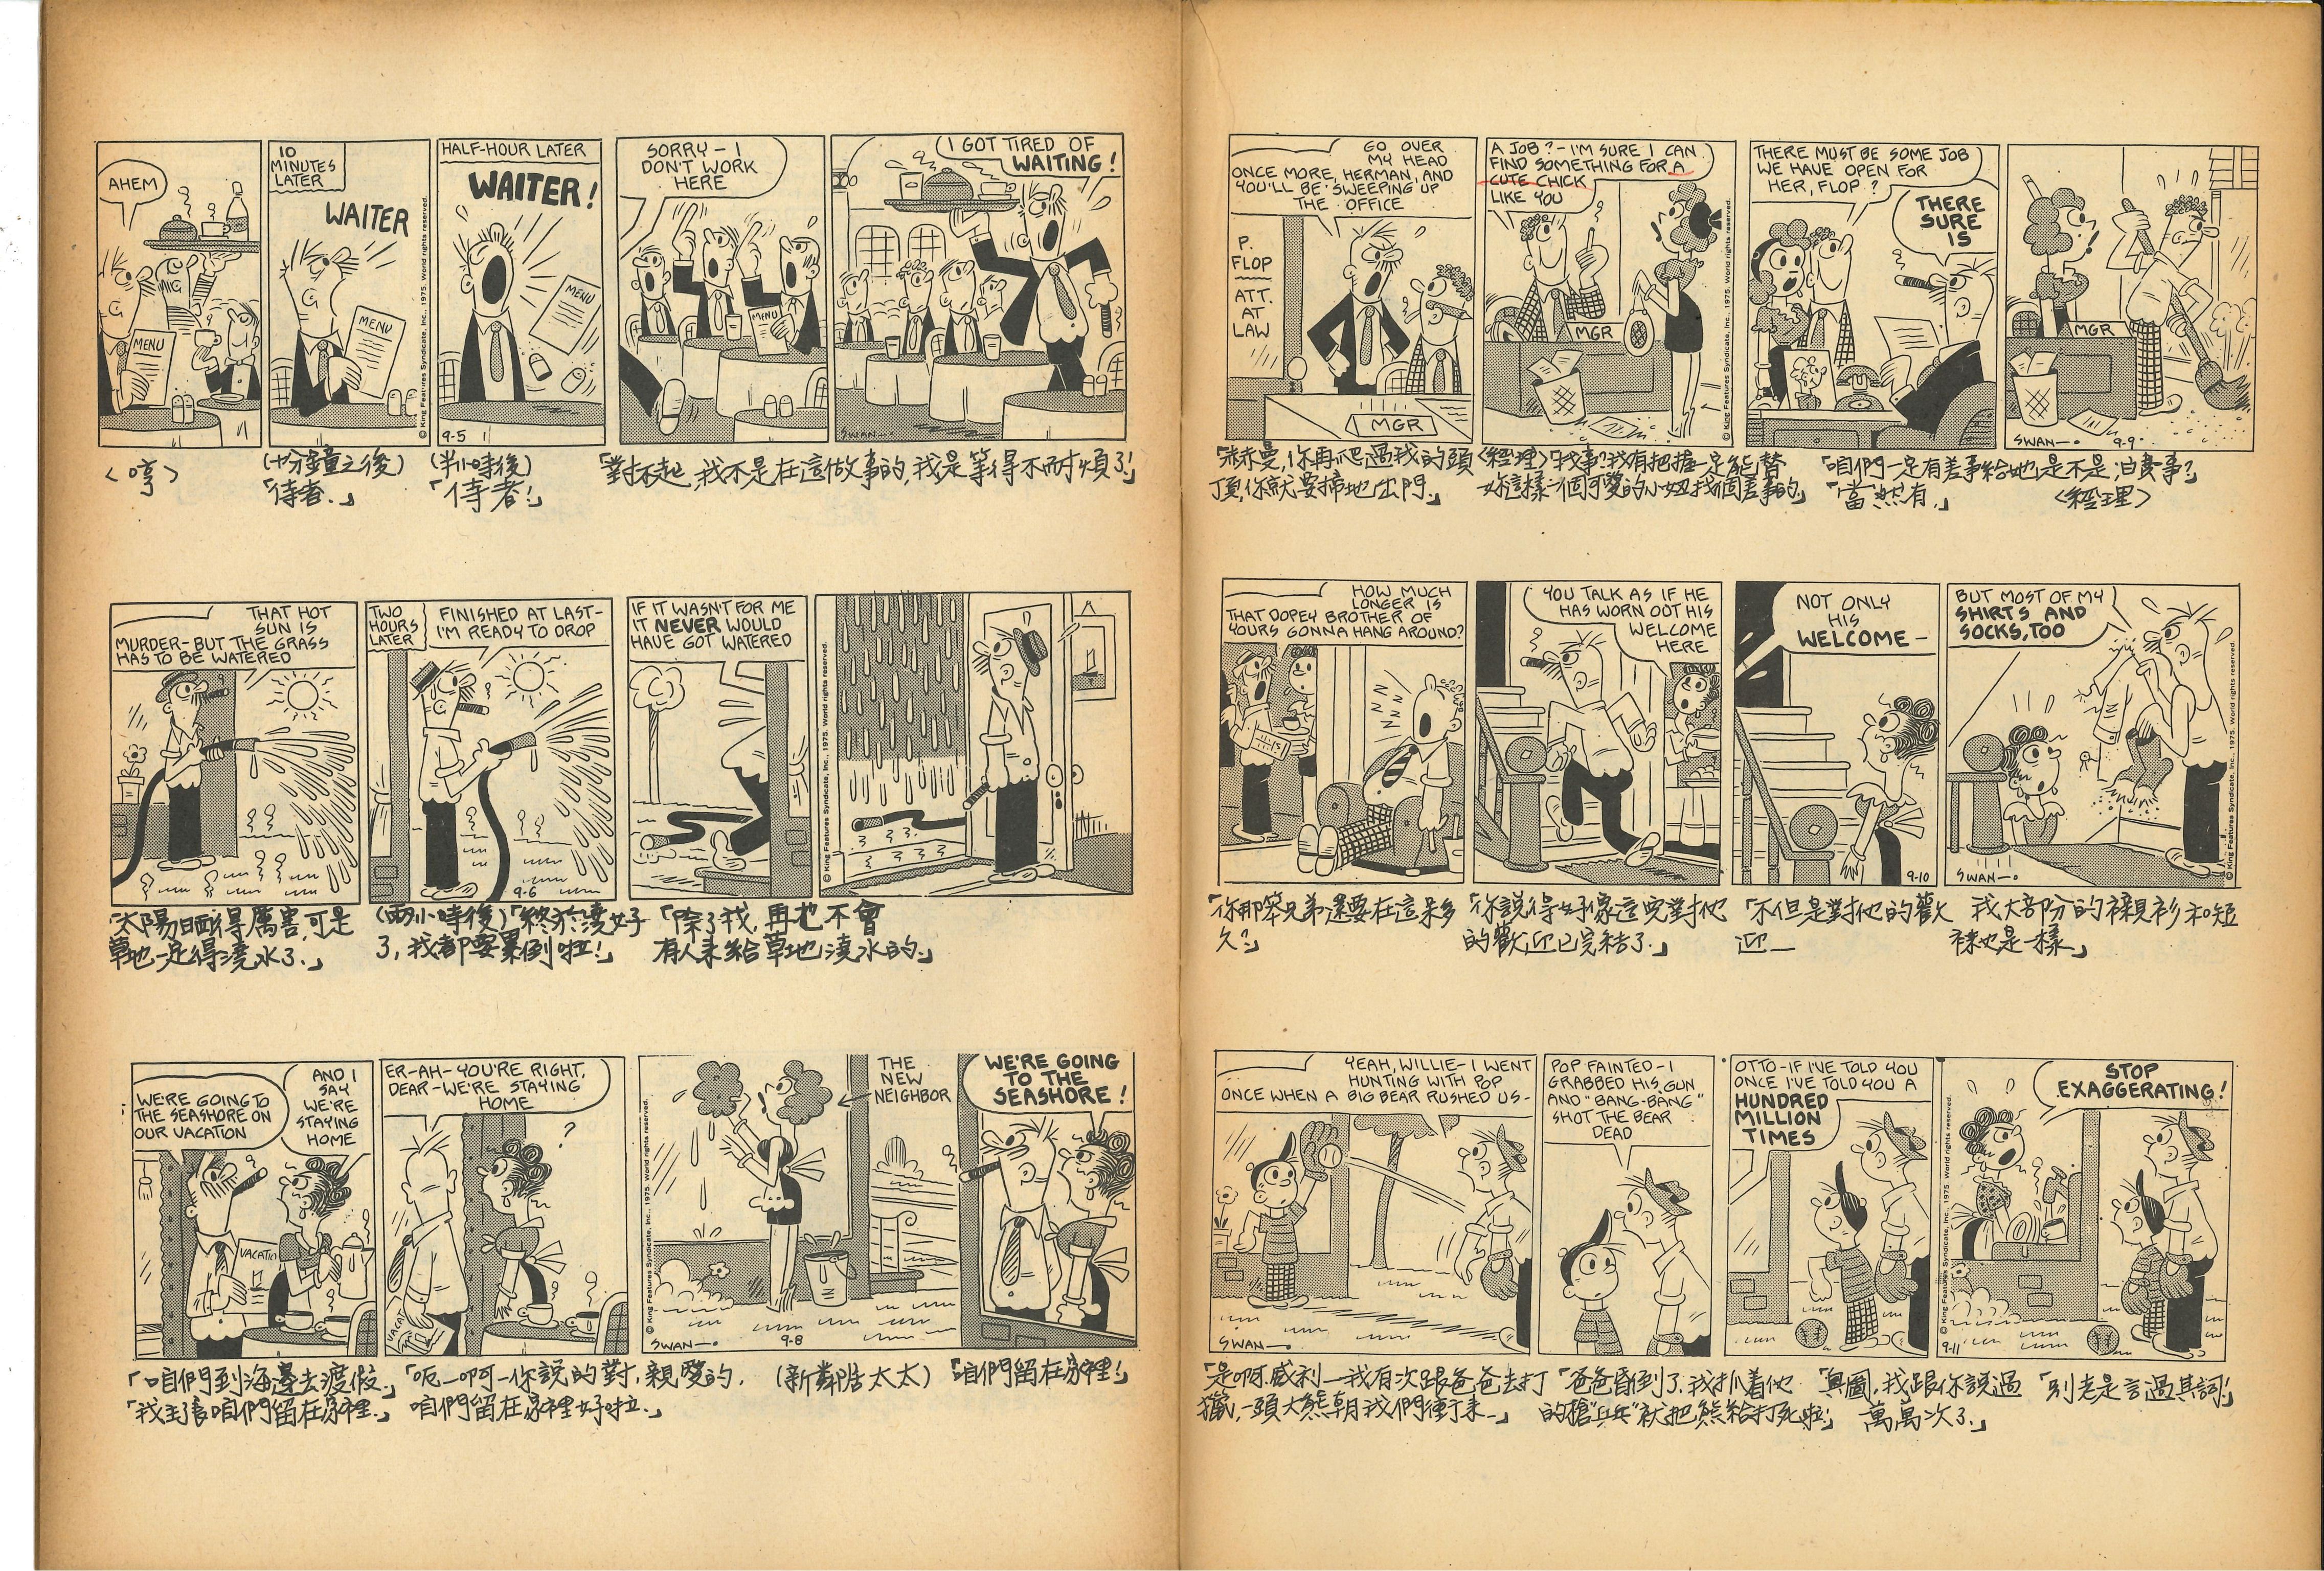 AHEM
MENU
10
MINUTES
LATER
WAITER
MENU
© King Features Syndicate, Inc., 1975. World rights reserved.
HALF-HOUR LATER
WAITER!
MENU
9-5
SORRY - I
DON'T WORK
HERE
MENU
I GOT TIRED OF
WAITING!
SWAN
〈哼〉
(十分鐘之後)
「侍者.」
(半小時後)
「侍者!」
「對不起,我不是在這做事的,我是等得不耐煩了!」
THAT HOT
SUN IS
MURDER - BUT THE GRASS
HAS TO BE WATERED
TWO
HOURS
LATER
FINISHED AT LAST -
I'M READY TO DROP
9-6
IF IT WASN'T FOR ME
IT NEVER WOULD
HAVE GOT WATERED
© King Features Syndicate, Inc., 1975. World rights reserved.
「太陽晒得厲害,可是
草地一定得澆水了.」
(兩小時後)「終於澆好
了,我都要累倒啦!」
「除了我,再也不會
有人來給草地澆水的.」
WE'RE GOING TO
THE SEASHORE ON
OUR VACATION
AND I
SAY
WE'RE
STAYING
HOME
VACATIO
ER - AH - YOU'RE RIGHT,
DEAR - WE'RE STAYING
HOME
?
© King Features Syndicate, Inc., 1975. World rights reserved.
THE
NEW
NEIGHBOR
SWAN
9-8
WE'RE GOING
TO THE
SEASHORE!
「咱們到海邊去渡假.」
「我主張咱們留在家裡.」
「呃—呵—你說的對,親愛的.
咱們留在家裡好啦.」
(新鄰居太太)
「咱們留在家裡!」
GO OVER
MY HEAD
ONCE MORE, HERMAN, AND
YOU'LL BE SWEEPING UP
THE OFFICE
P.
FLOP
ATT.
AT
LAW
MGR
A JOB? - I'M SURE I CAN
FIND SOMETHING FOR A
CUTE CHICK
LIKE YOU
MGR
© King Features Syndicate, Inc., 1975. World rights reserved.
THERE MUST BE SOME JOB
WE HAVE OPEN FOR
HER, FLOP?
THERE
SURE
IS
MGR
SWAN
9-9
「赫曼,你再爬過我的頭
頂,你就要掃地出門.」
〈經理〉「找事?我有把握一定能替
妳這樣一個可愛的小妞找個差事的.」
「咱們一定有差事給她是不是,白食事?」
「當然有.」
〈經理〉
HOW MUCH
LONGER IS
THAT DOPEY BROTHER OF
YOURS GONNA HANG AROUND?
Z N Z N Z
YOU TALK AS IF HE
HAS WORN OUT HIS
WELCOME
HERE
NOT ONLY
HIS
WELCOME -
9-10
BUT MOST OF MY
SHIRTS AND
SOCKS, TOO
SWAN
© King Features Syndicate, Inc., 1975. World rights reserved.
「你那笨兄弟還要在這呆多
久?」
「你說得好像這兒對他
的歡迎已完結了.」
「不但是對他的歡
迎—
我大部分的襯衫和短
襪也是一樣.」
YEAH, WILLIE - I WENT
HUNTING WITH POP
ONCE WHEN A BIG BEAR RUSHED US -
SWAN
POP FAINTED - I
GRABBED HIS GUN
AND "BANG-BANG"
SHOT THE BEAR
DEAD
OTTO - IF I'VE TOLD YOU
ONCE I'VE TOLD YOU A
HUNDRED
MILLION
TIMES
© King Features Syndicate, Inc., 1975. World rights reserved.
STOP
EXAGGERATING!
9-11
「是啊,威利—我有次跟爸爸去打
獵,一頭大熊朝我們衝來—」
「爸爸昏倒了,我抓着他
的槍"乒乓"就把熊給打死啦!」
「奧圖,我跟你說過
萬萬次了.」
「別老是言過其詞!」